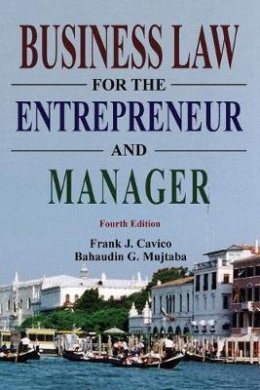 BUSINESS LAW
FOR THE
ENTREPRENEUR
AND
MANAGER
Fourth Edition
Frank J. Cavico
Bahaudin G. Mujtaba